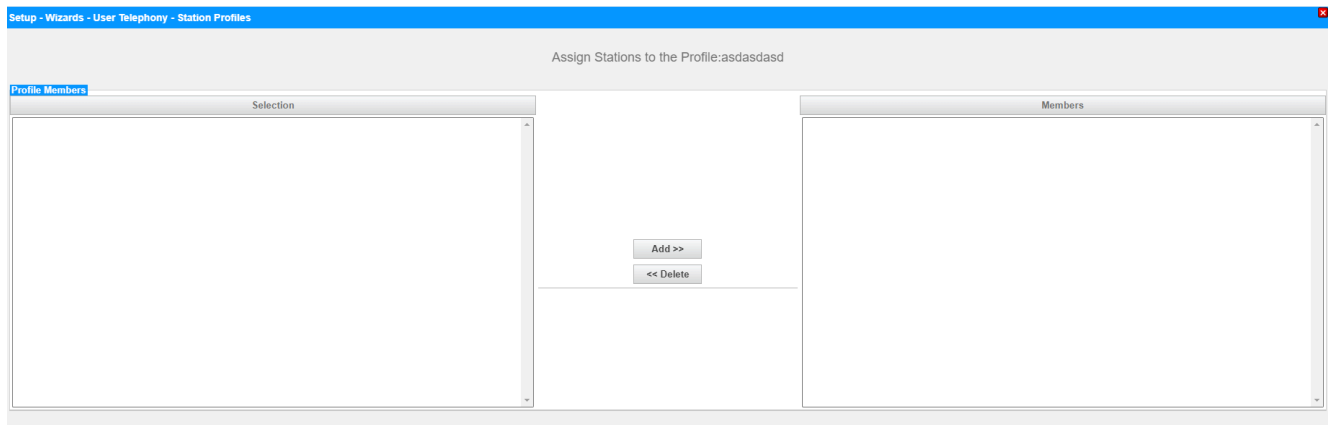 Setup - Wizards - User Telephony - Station Profiles
Assign Stations to the Profile:asdasdasd
Profile Members
Selection
Members
Add >>
<< Delete